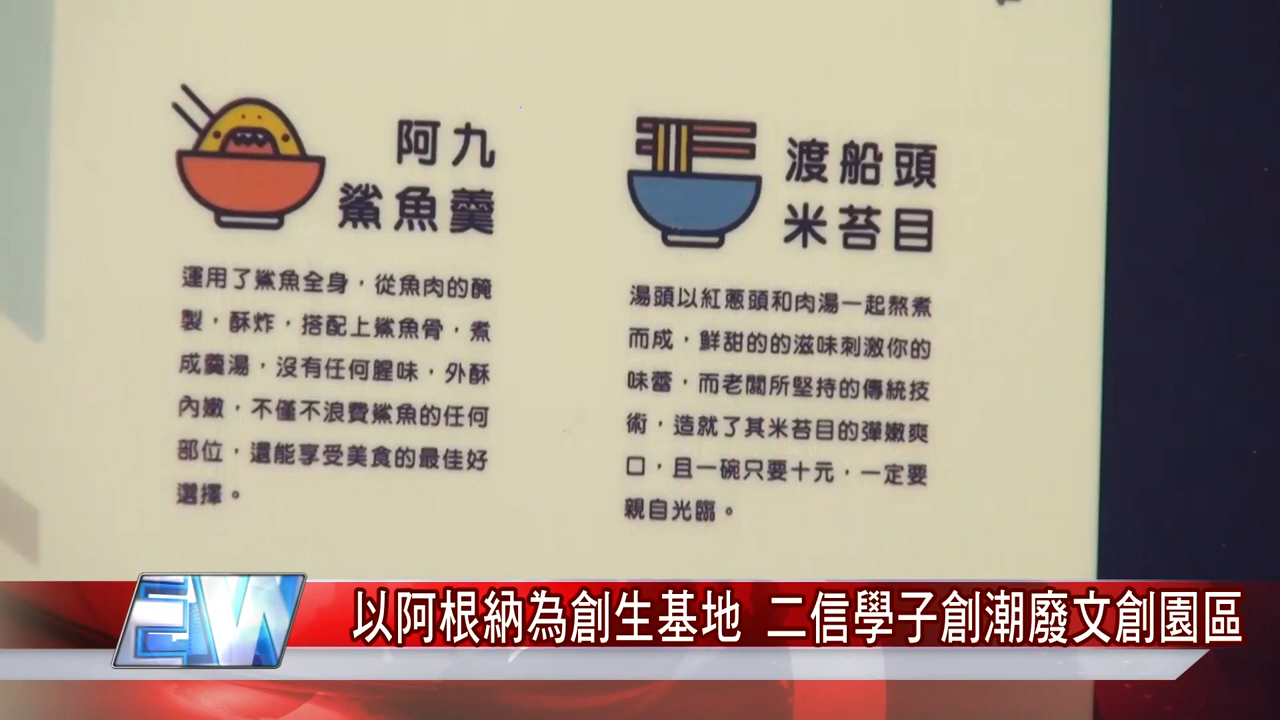 阿九
鯊魚羹
運用了鯊魚全身，從魚肉的醃
製，酥炸，搭配上鯊魚骨，煮
成羹湯，沒有任何腥味，外酥
內嫩，不僅不浪費鯊魚的任何
部位，還能享受美食的最佳好
選擇。
渡船頭
米苔目
湯頭以紅蔥頭和肉湯一起熬煮
而成，鮮甜的的滋味刺激你的
味蕾，而老闆所堅持的傳統技
術，造就了其米苔目的彈嫩爽
口，且一碗只要十元，一定要
親自光臨。
EW
以阿根納為創生基地 二信學子創潮廢文創園區